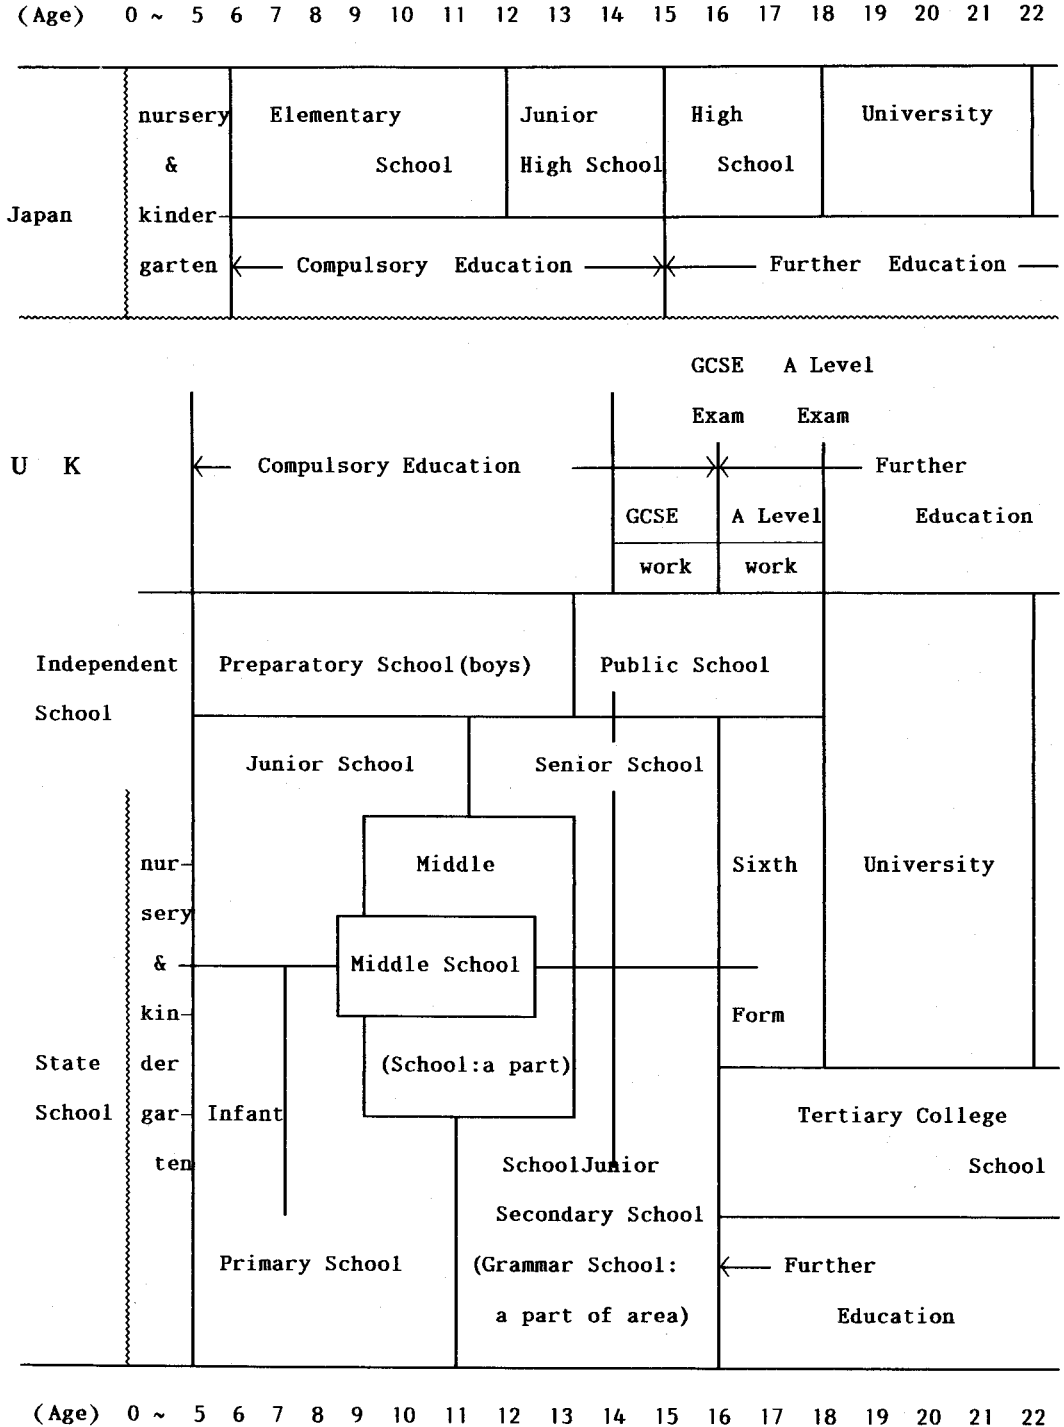 (Age) 0 ~ 5 6 7 8 9 10 11 12 13 14 15 16 17 18 19 20 21 22
nursery Elementary Junior High University
& School High School School
Japan kinder-
garten Compulsory Education Further Education
GCSE A Level
Exam Exam
U K Compulsory Education Further
GCSE A Level Education
work work
Independent Preparatory School(boys) Public School
School
Junior School Senior School
nur- Middle Sixth University
sery
& Middle School
kin- Form
State der (School:a part)
School gar- Infant Tertiary College
ten SchoolJunior School
Secondary School
Primary School (Grammar School: Further
a part of area) Education
(Age) 0 ~ 5 6 7 8 9 10 11 12 13 14 15 16 17 18 19 20 21 22